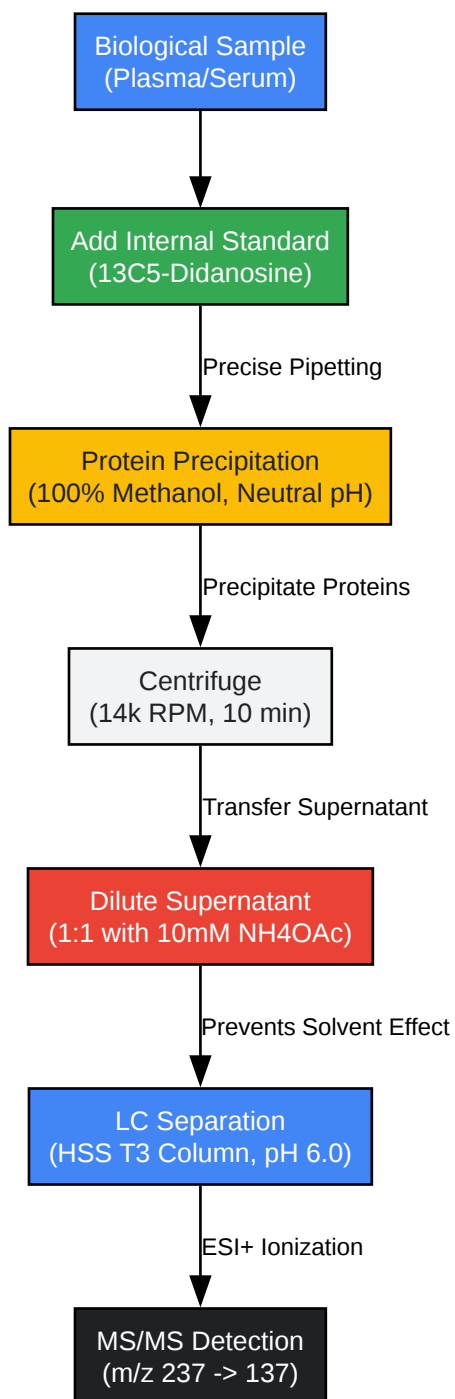 Biological Sample
(Plasma/Serum)
Add Internal Standard
(13C5-Didanosine)
Precise Pipetting
Protein Precipitation
(100% Methanol, Neutral pH)
Precipitate Proteins
Centrifuge
(14k RPM, 10 min)
Transfer Supernatant
Dilute Supernatant
(1:1 with 10mM NH4OAc)
Prevents Solvent Effect
LC Separation
(HSS T3 Column, pH 6.0)
ESI+ Ionization
MS/MS Detection
(m/z 237 -> 137)